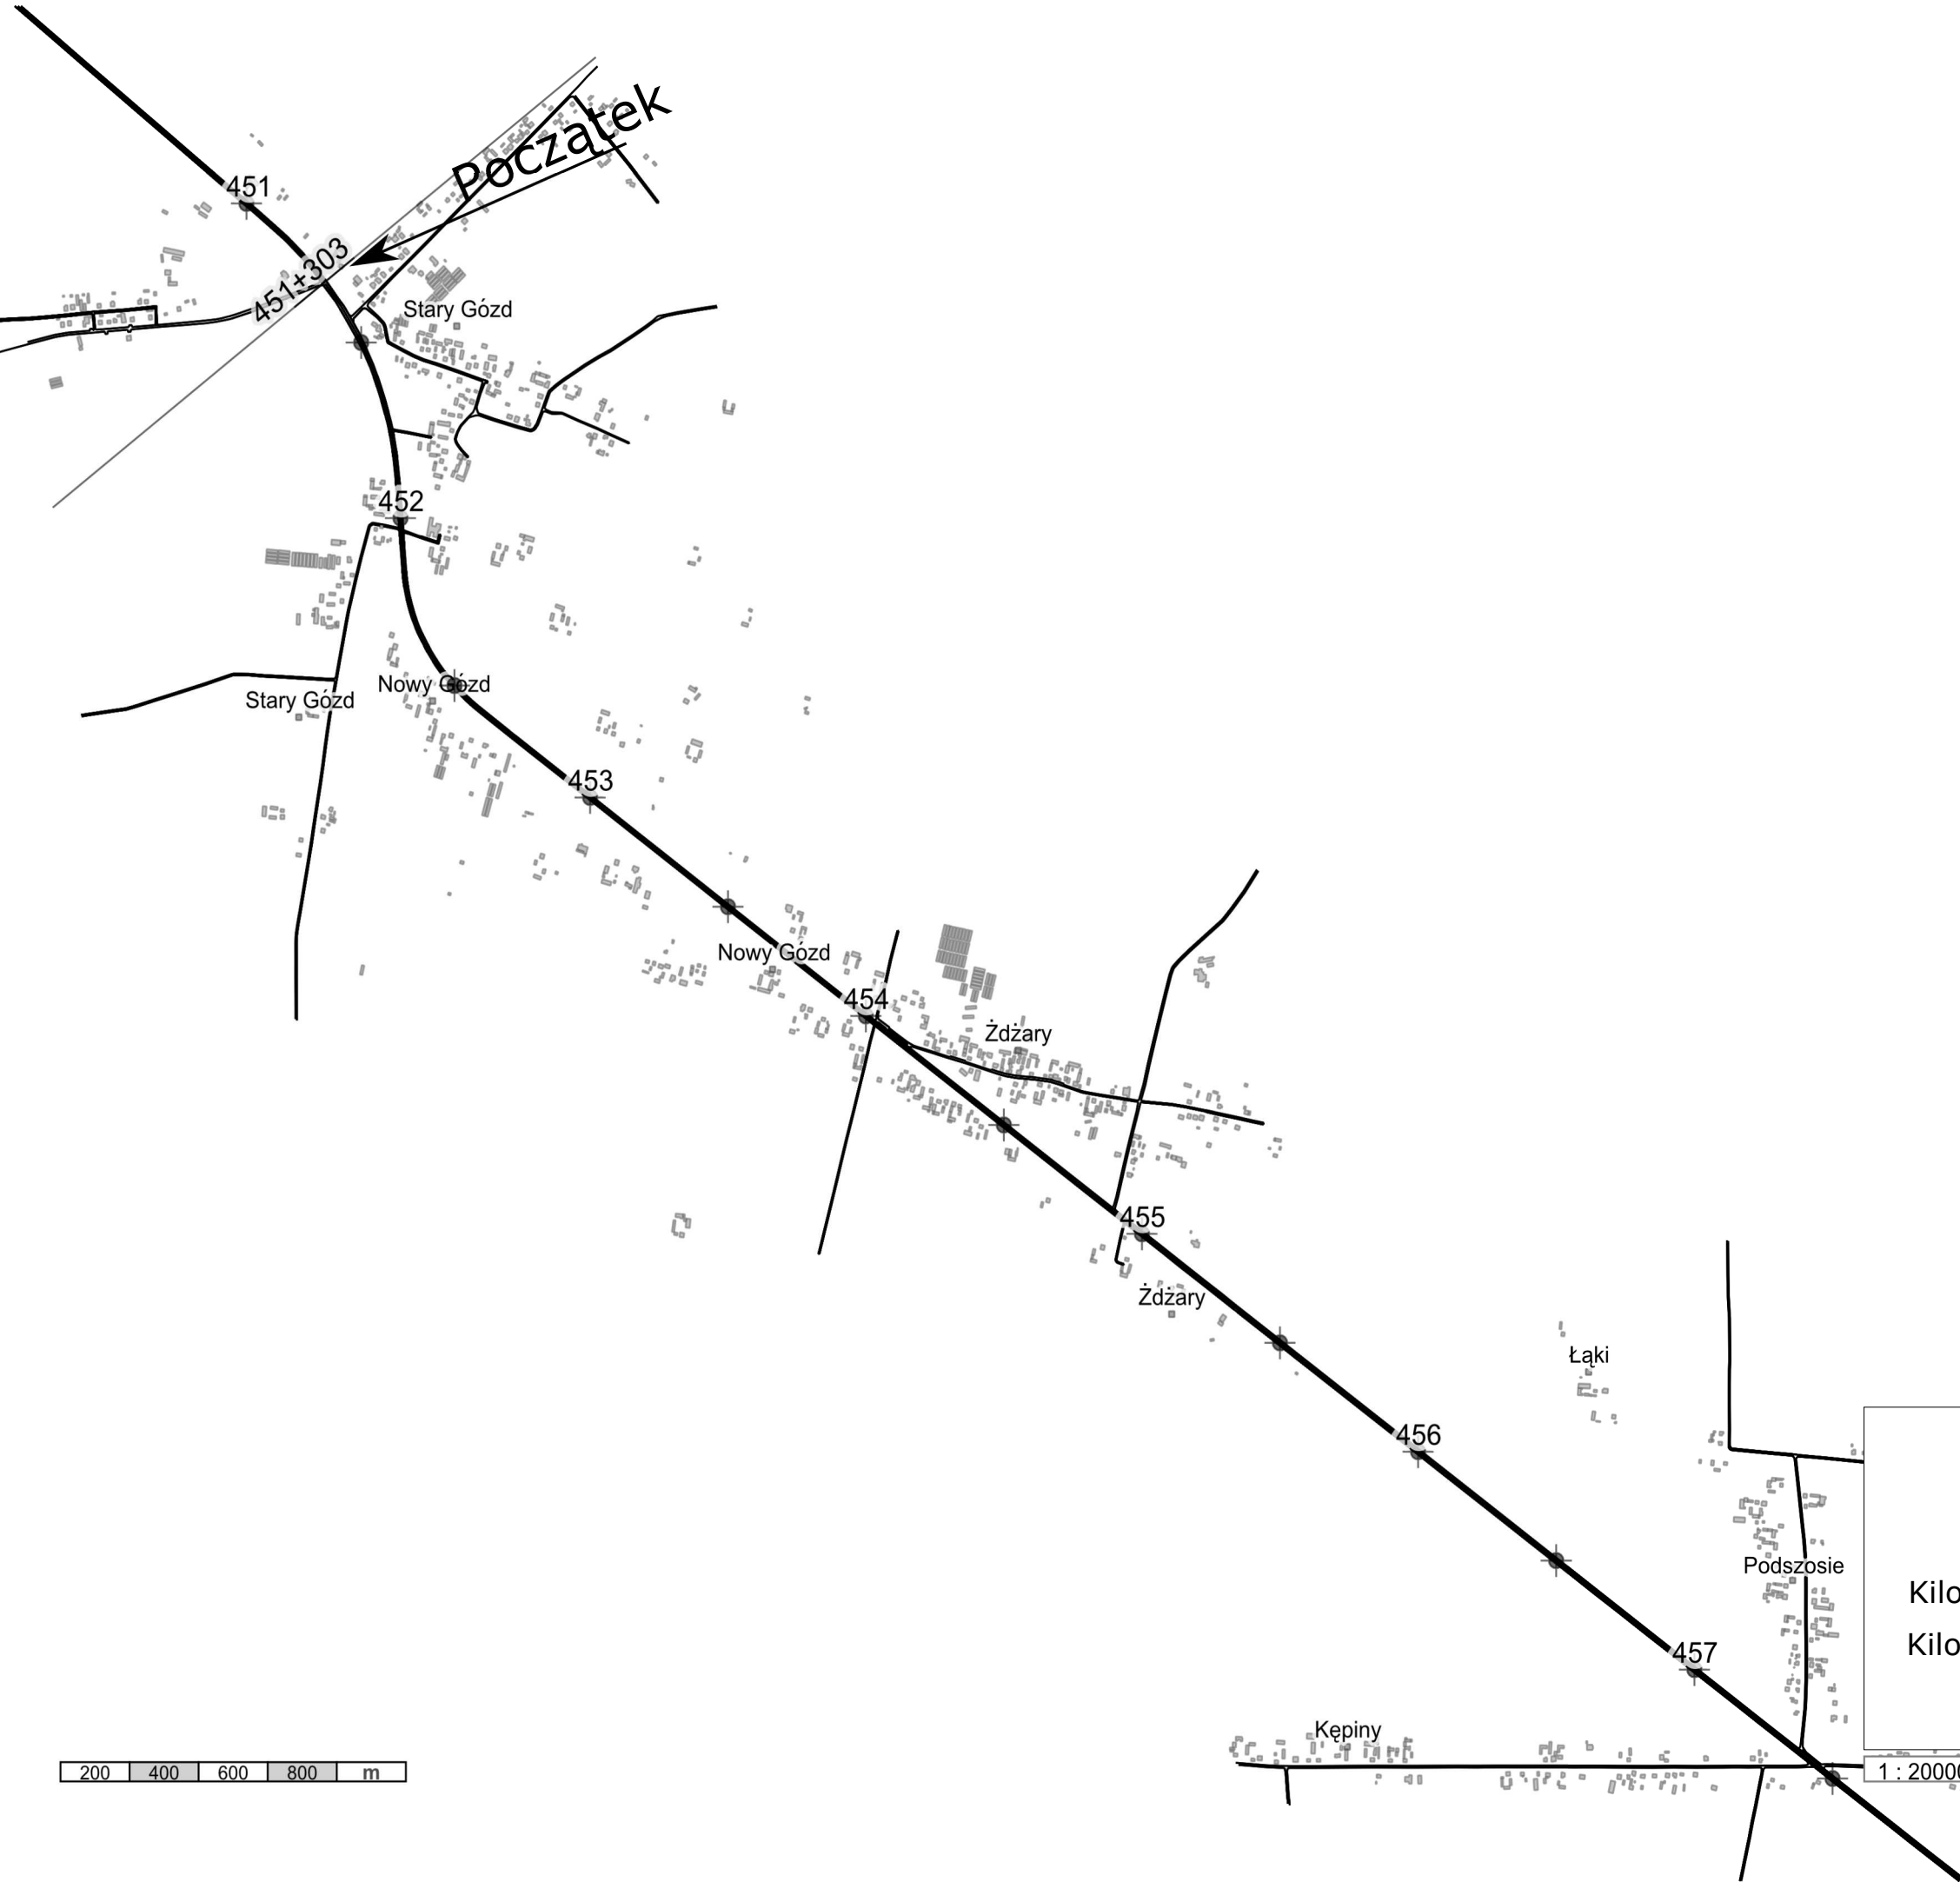 Początek
451
451+303
Stary Gózd
452
Nowy Gózd
Stary Gózd
453
Nowy Gózd
454
Żdżary
455
Żdżary
Łąki
456
Podszosie
Kilo
Kilo
457
Kępiny
200 400 600 800 m
1 : 20000